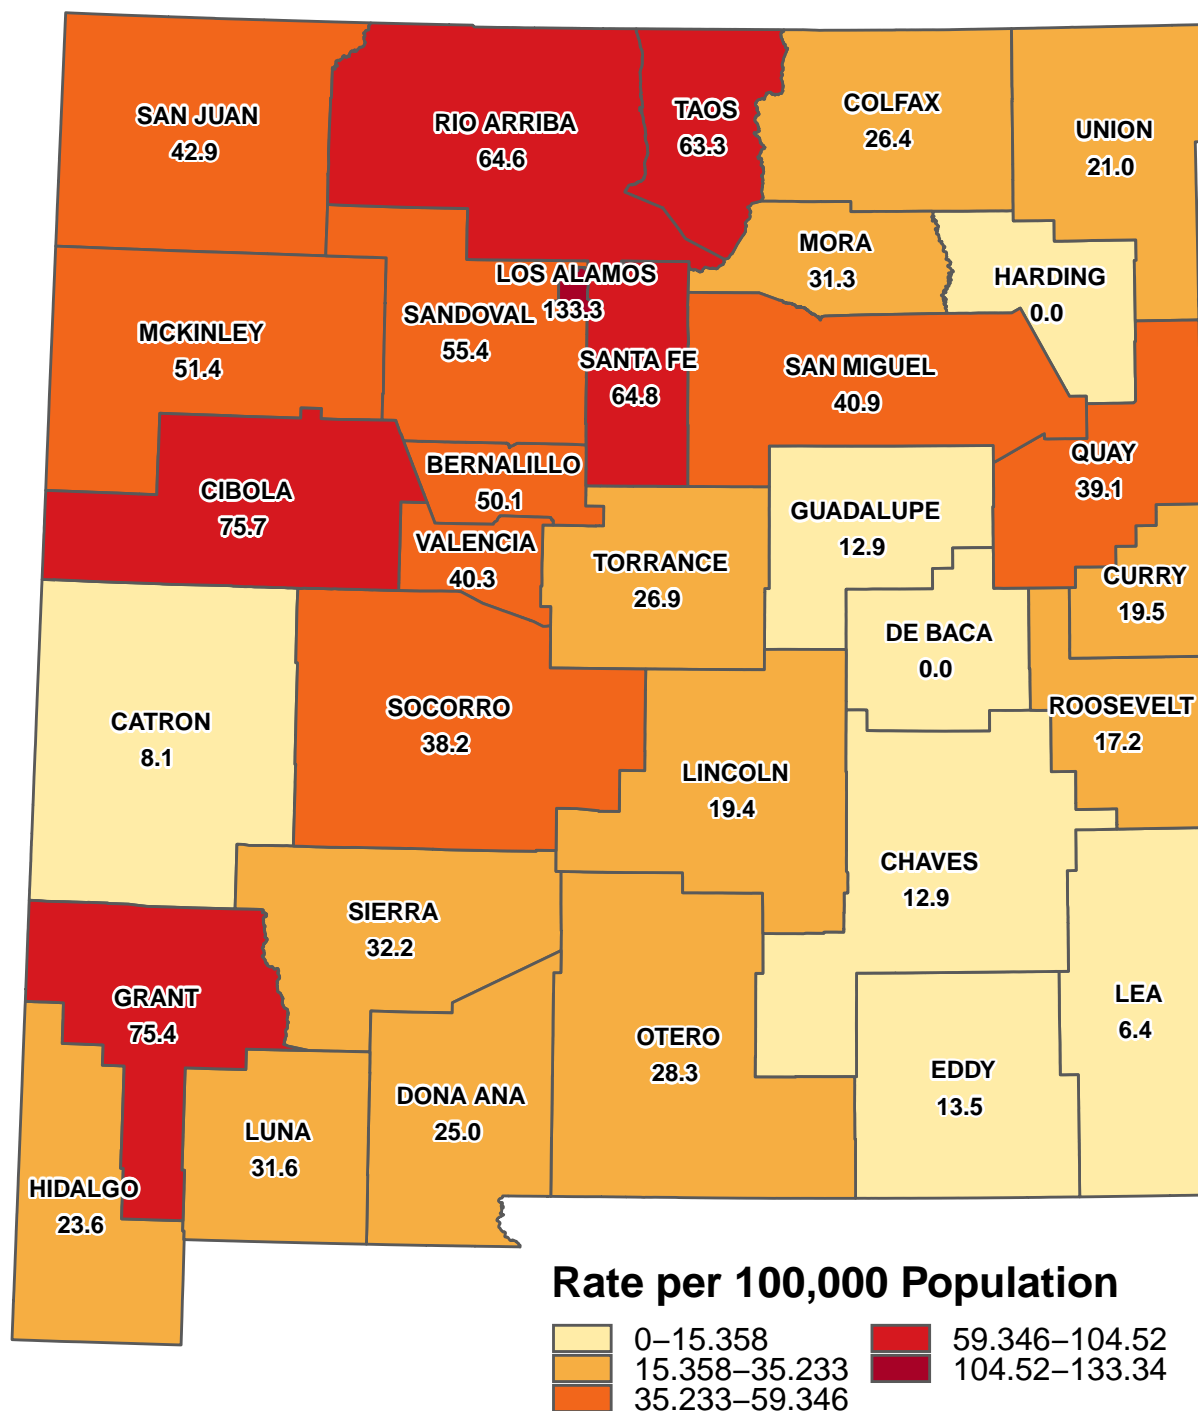 SAN JUAN
42.9
RIO ARRIBA
64.6
TAOS
63.3
COLFAX
26.4
UNION
21.0
MORA
31.3
HARDING
0.0
LOS ALAMOS
133.3
SANDOVAL
55.4
MCKINLEY
51.4
SANTA FE
64.8
SAN MIGUEL
40.9
QUAY
39.1
BERNALILLO
50.1
CIBOLA
75.7
GUADALUPE
12.9
VALENCIA
40.3
TORRANCE
26.9
CURRY
19.5
DE BACA
0.0
CATRON
8.1
SOCORRO
38.2
ROOSEVELT
17.2
LINCOLN
19.4
CHAVES
12.9
SIERRA
32.2
GRANT
75.4
LEA
6.4
OTERO
28.3
EDDY
13.5
DONA ANA
25.0
LUNA
31.6
HIDALGO
23.6
Rate per 100,000 Population
0–15.358
15.358–35.233
35.233–59.346
59.346–104.52
104.52–133.34